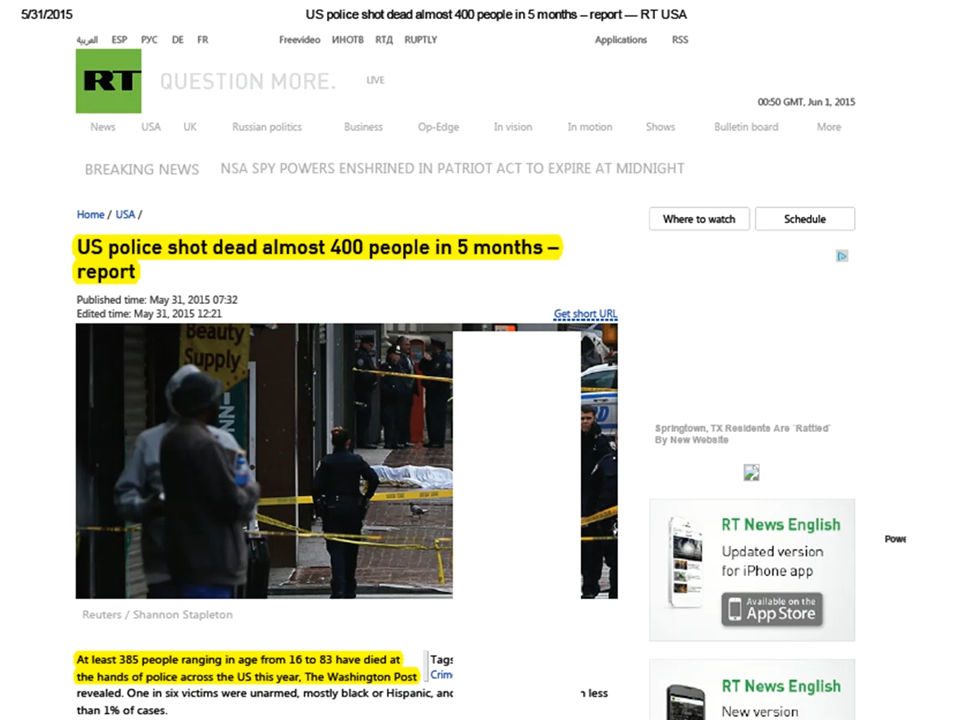 5/31/2015 US police shot dead almost 400 people in 5 months – report — RT USA
العربية ESP РУС DE FR Freevideo ИНОТВ RTД RUPTLY Applications RSS
RT QUESTION MORE. LIVE
00:50 GMT, Jun 1, 2015
News USA UK Russian politics Business Op-Edge In vision In motion Shows Bulletin board More
BREAKING NEWS NSA SPY POWERS ENSHRINED IN PATRIOT ACT TO EXPIRE AT MIDNIGHT
Home / USA /
Where to watch Schedule
US police shot dead almost 400 people in 5 months –
report
Published time: May 31, 2015 07:32
Edited time: May 31, 2015 12:21
Get short URL
Beauty
Supply
Reuters / Shannon Stapleton
At least 385 people ranging in age from 16 to 83 have died at
the hands of police across the US this year, The Washington Post
revealed. One in six victims were unarmed, mostly black or Hispanic, and
less
than 1% of cases.
Tags
Springtown, TX Residents Are 'Rattled'
By New Website
RT News English
Updated version
for iPhone app
Available on the
App Store
RT News English
New version